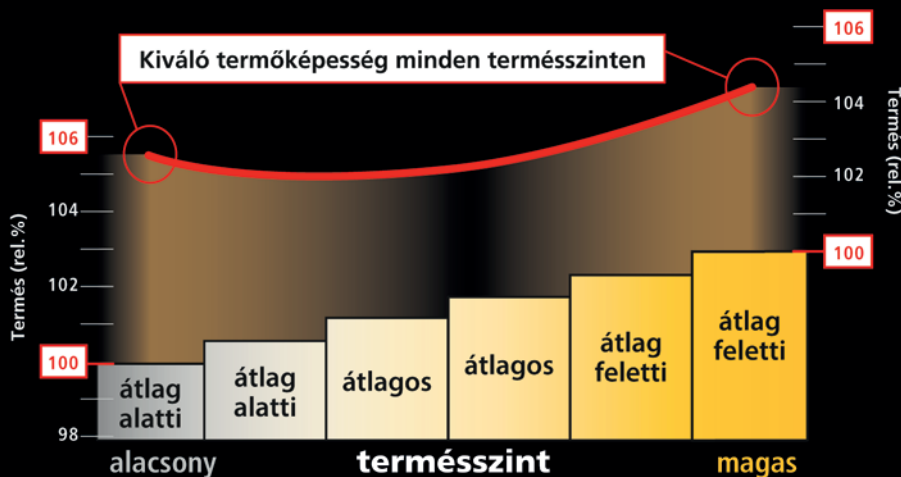 Kiváló termőképesség minden termésszinten
106
104
102
100
98
Termés (rel.%)
106
104
102
100
Termés (rel.%)
átlag
alatti
átlag
alatti
átlagos
átlagos
átlag
feletti
átlag
feletti
alacsony
termésszint
magas